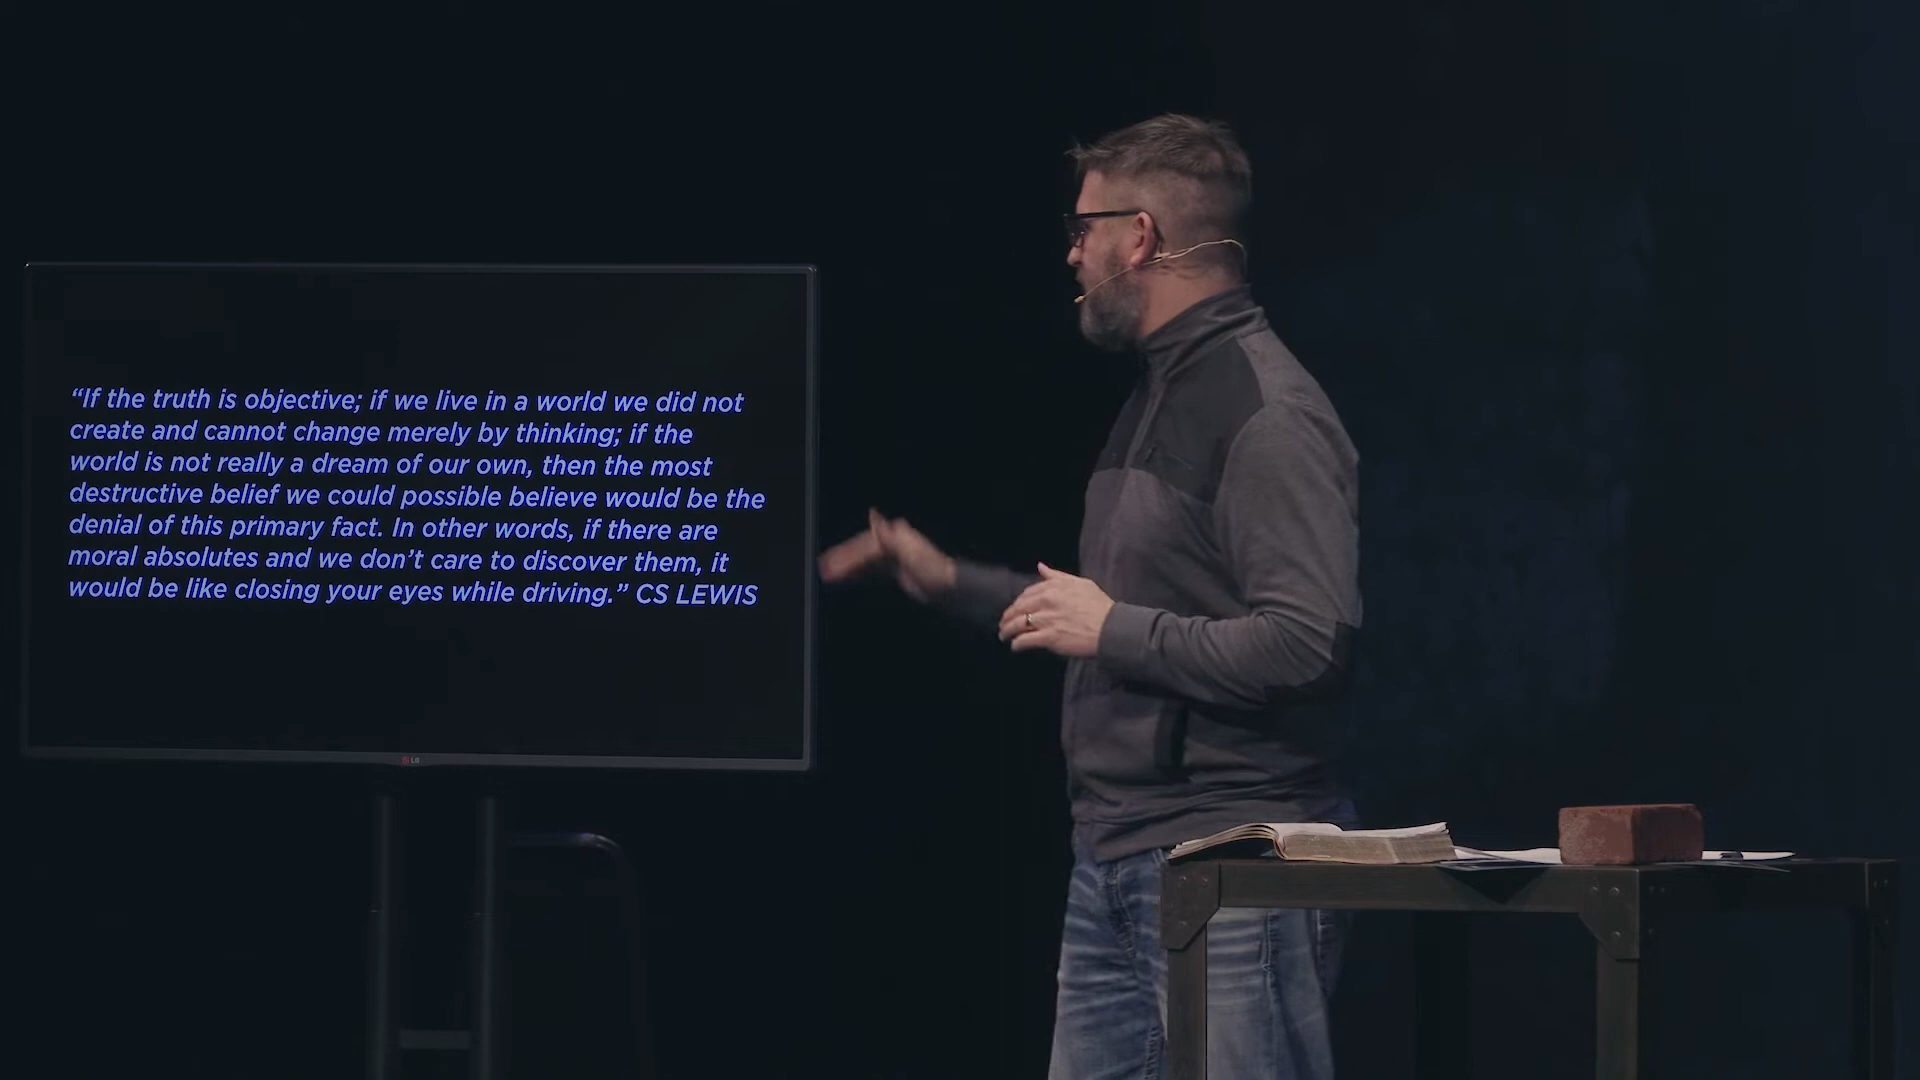 “If the truth is objective; if we live in a world we did not
create and cannot change merely by thinking; if the
world is not really a dream of our own, then the most
destructive belief we could possible believe would be the
denial of this primary fact. In other words, if there are
moral absolutes and we don’t care to discover them, it
would be like closing your eyes while driving.” CS LEWIS
LG